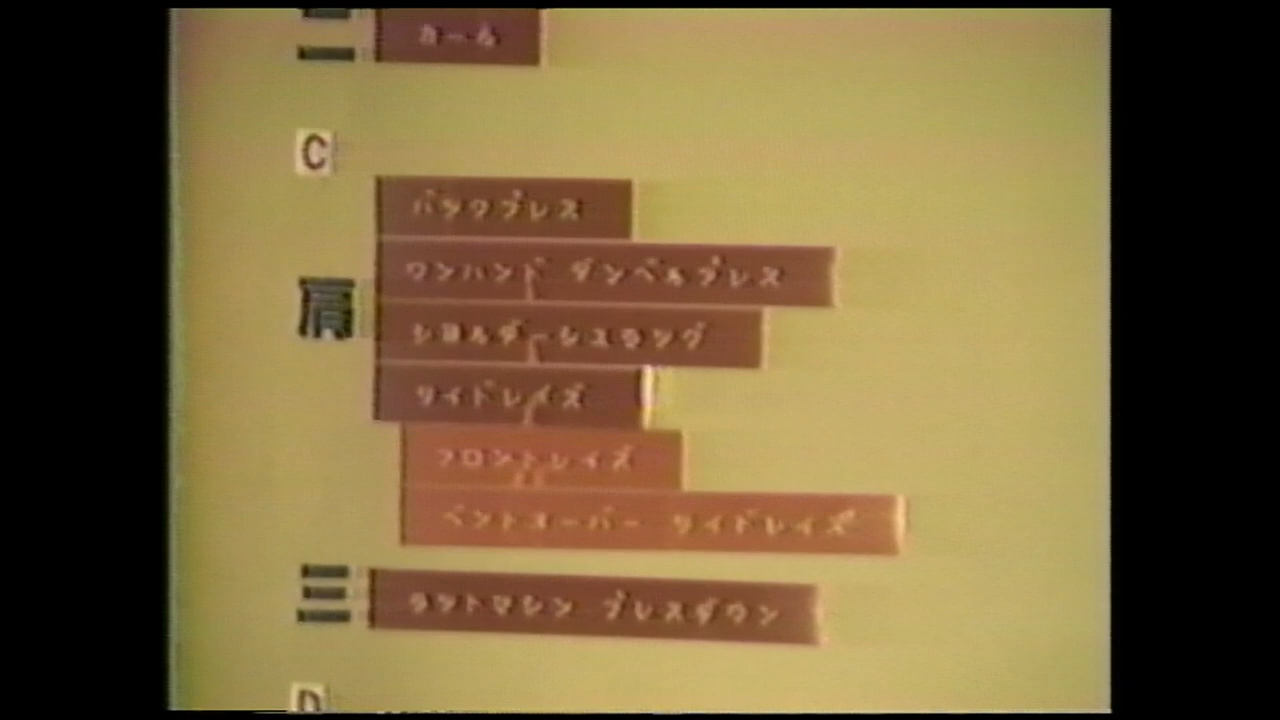 カール
C
バックプレス
ワンハンド ダンベルプレス
肩
ショルダーシュラッグ
サイドレイズ
フロントレイズ
ベントオーバー サイドレイズ
三
ラットマシン プレスダウン
D